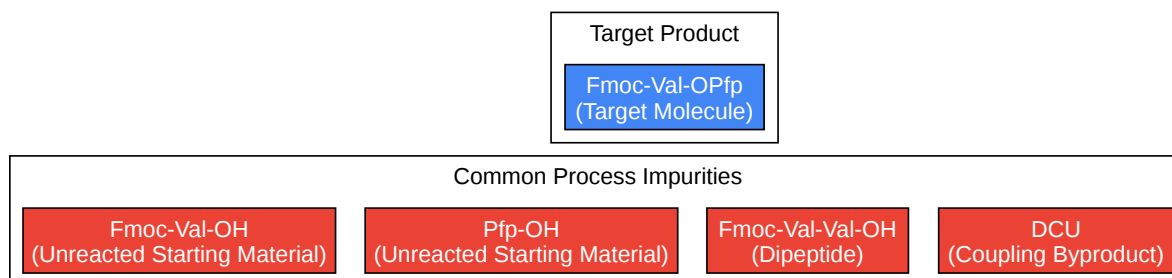 Target Product
Fmoc-Val-OPfp
(Target Molecule)
Common Process Impurities
Fmoc-Val-OH
(Unreacted Starting Material)
Pfp-OH
(Unreacted Starting Material)
Fmoc-Val-Val-OH
(Dipeptide)
DCU
(Coupling Byproduct)